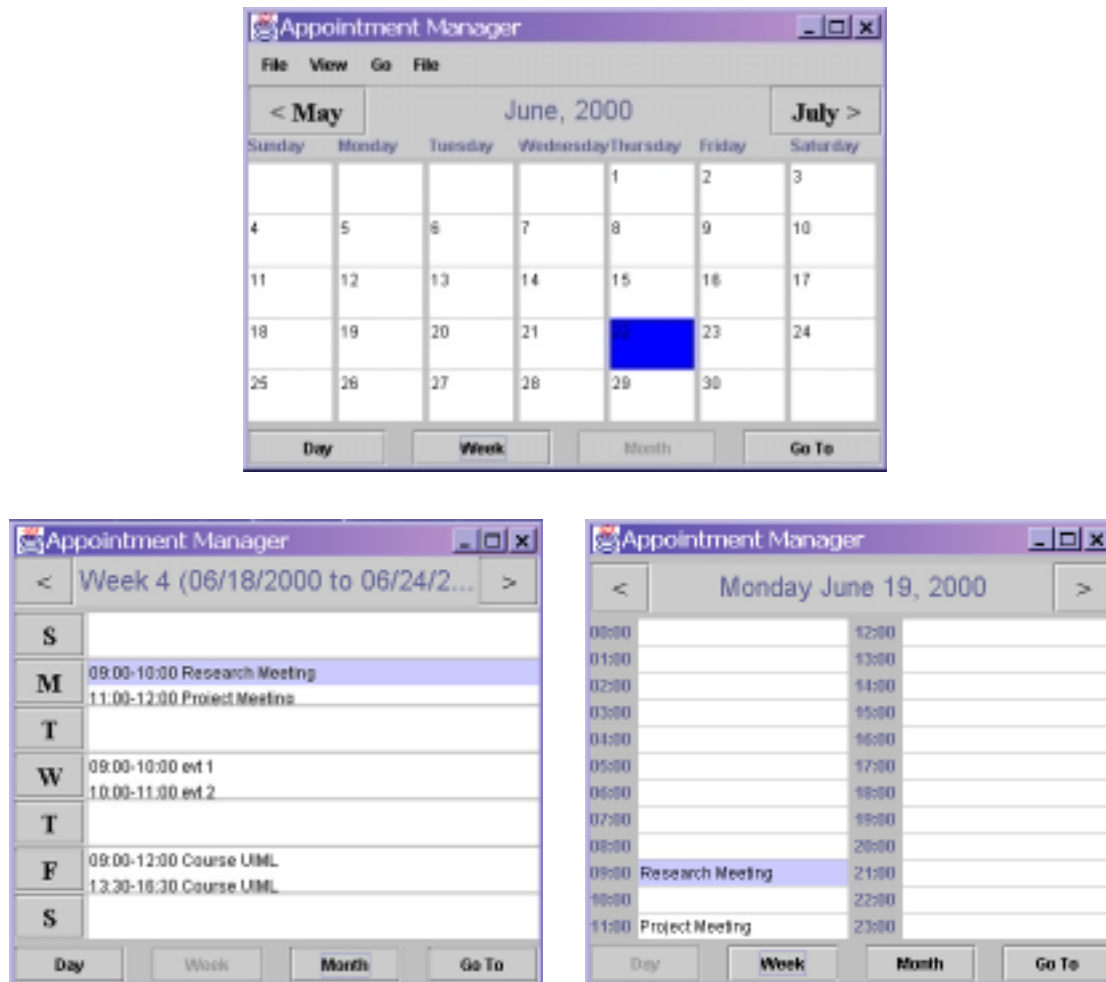 Appointment Manager
File View Go File
< May June, 2000 July >
Sunday Monday Tuesday Wednesday Thursday Friday Saturday
1 2 3
4 5 6 7 8 9 10
11 12 13 14 15 16 17
18 19 20 21 22 23 24
25 26 27 28 29 30
Day Week Month Go To
Appointment Manager
< Week 4 (06/18/2000 to 06/24/2... >
S
M 09:00-10:00 Research Meeting
11:00-12:00 Project Meeting
T
W 09:00-10:00 evt 1
10:00-11:00 evt 2
T
F 09:00-12:00 Course UIML
13:30-16:30 Course UIML
S
Day Week Month Go To
Appointment Manager
< Monday June 19, 2000 >
00:00 12:00
01:00 13:00
02:00 14:00
03:00 15:00
04:00 16:00
05:00 17:00
06:00 18:00
07:00 19:00
08:00 20:00
09:00 Research Meeting 21:00
10:00 22:00
11:00 Project Meeting 23:00
Day Week Month Go To